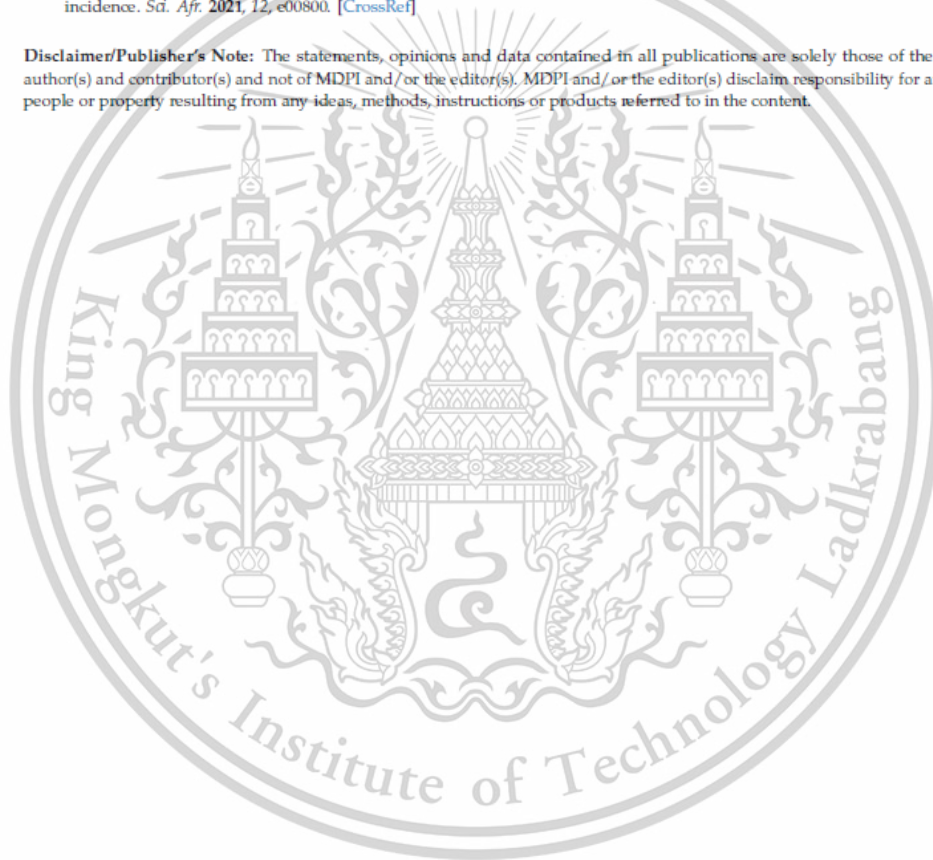 incidence. Sci. Afr. 2021, 12, e00800. [CrossRef]
Disclaimer/Publisher's Note: The statements, opinions and data contained in all publications are solely those of the
author(s) and contributor(s) and not of MDPI and/or the editor(s). MDPI and/or the editor(s) disclaim responsibility for a
people or property resulting from any ideas, methods, instructions or products referred to in the content.
King Mongkut's Institute of Technology Ladkrabang